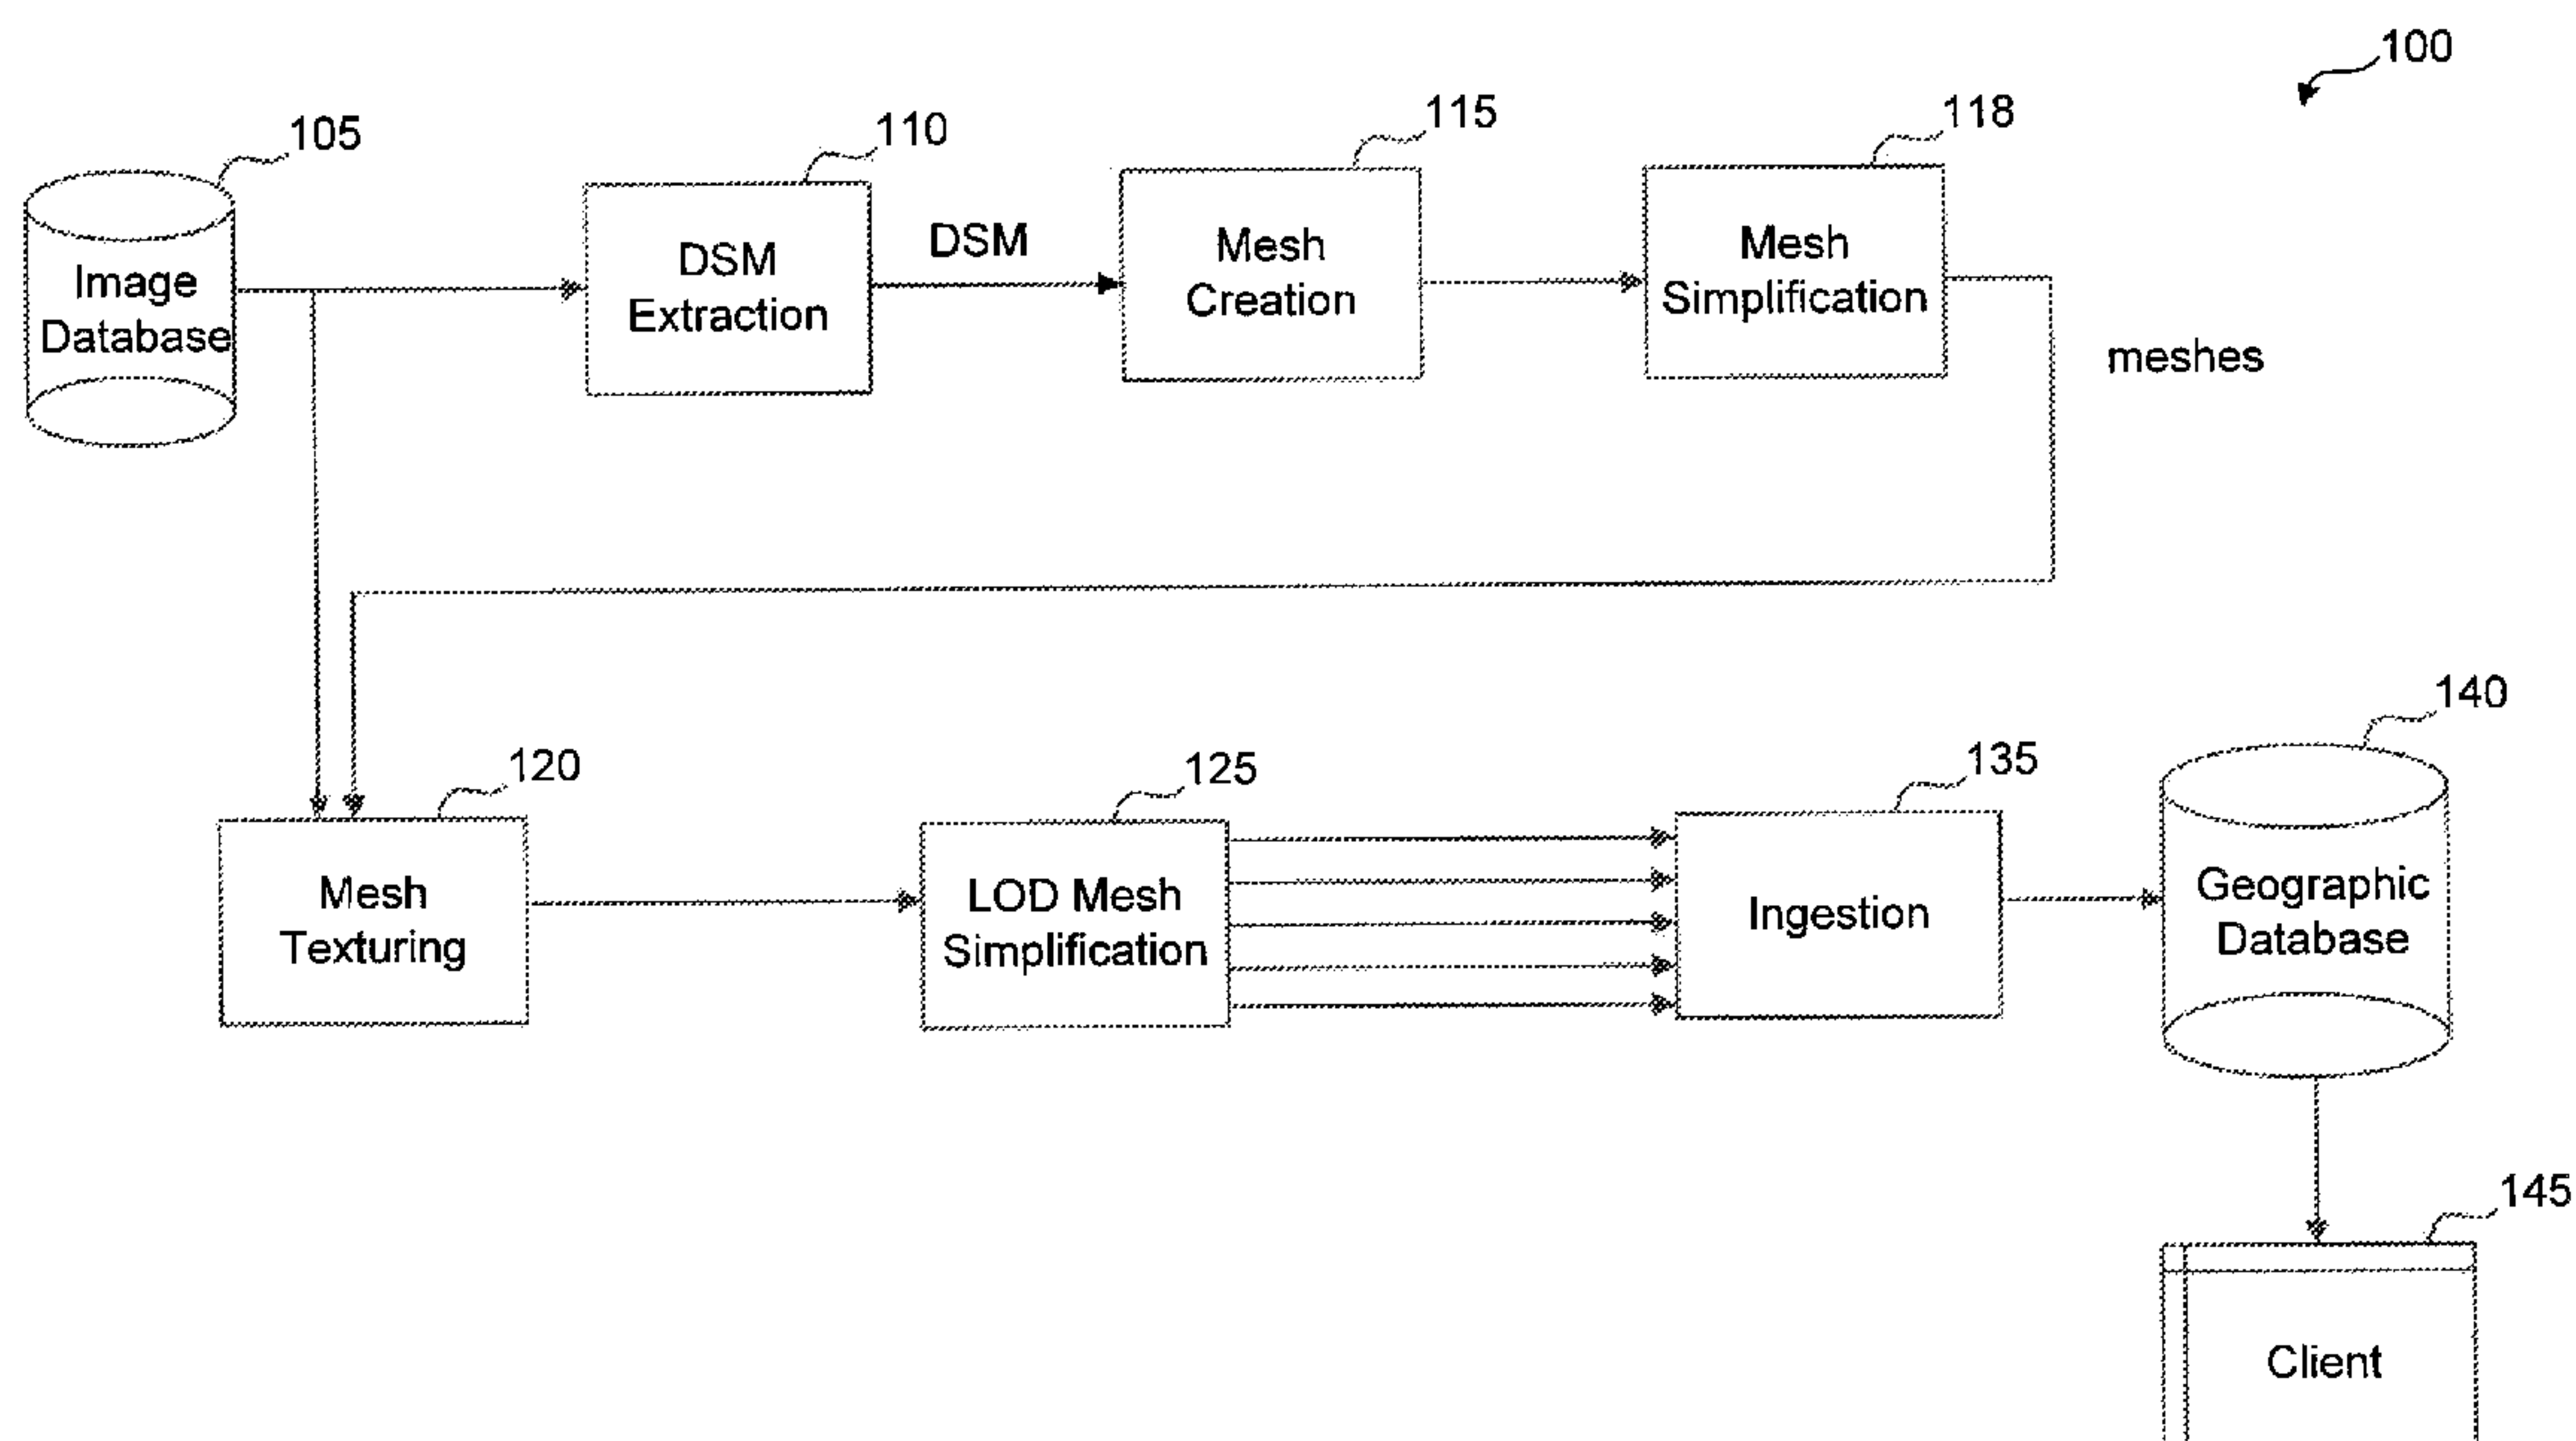 100
105
110
115
118
Image
Database
DSM
Extraction
DSM
Mesh
Creation
Mesh
Simplification
meshes
120
125
135
140
Mesh
Texturing
LOD Mesh
Simplification
Ingestion
Geographic
Database
145
Client